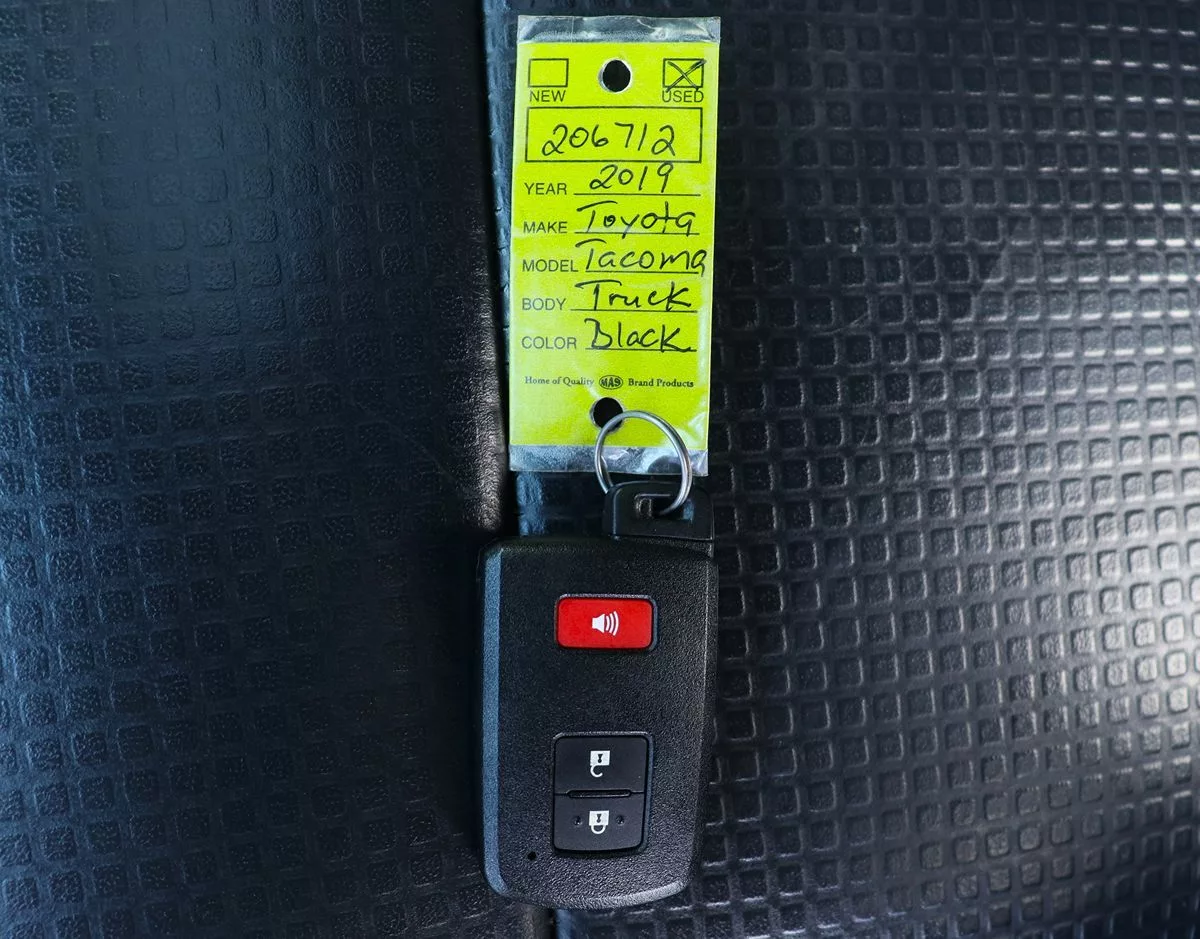 NEW USED
206712
YEAR 2019
MAKE Toyota
MODEL Tacoma
BODY Truck
COLOR Black
Home of Quality MAS Brand Products